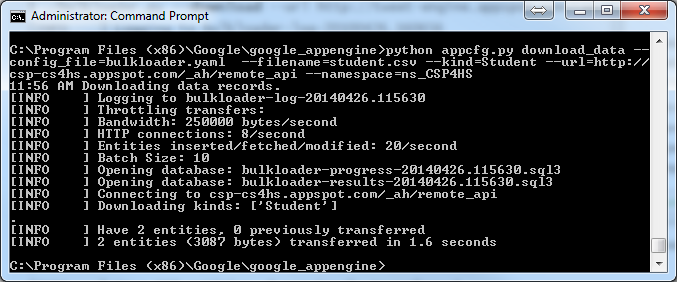 Administrator: Command Prompt
C:\Program Files (x86)\Google\google_appengine>python appcfg.py download_data --
config_file=bulkloader.yaml  --filename=student.csv --kind=Student --url=http://
csp-cs4hs.appspot.com/_ah/remote_api --namespace=ns_CSP4HS
11:56 AM Downloading data records.
[INFO    ] Logging to bulkloader-log-20140426.115630
[INFO    ] Throttling transfers:
[INFO    ] Bandwidth: 250000 bytes/second
[INFO    ] HTTP connections: 8/second
[INFO    ] Entities inserted/fetched/modified: 20/second
[INFO    ] Batch Size: 10
[INFO    ] Opening database: bulkloader-progress-20140426.115630.sql3
[INFO    ] Opening database: bulkloader-results-20140426.115630.sql3
[INFO    ] Connecting to csp-cs4hs.appspot.com/_ah/remote_api
[INFO    ] Downloading kinds: ['Student']
.
[INFO    ] Have 2 entities, 0 previously transferred
[INFO    ] 2 entities (3087 bytes) transferred in 1.6 seconds
C:\Program Files (x86)\Google\google_appengine>